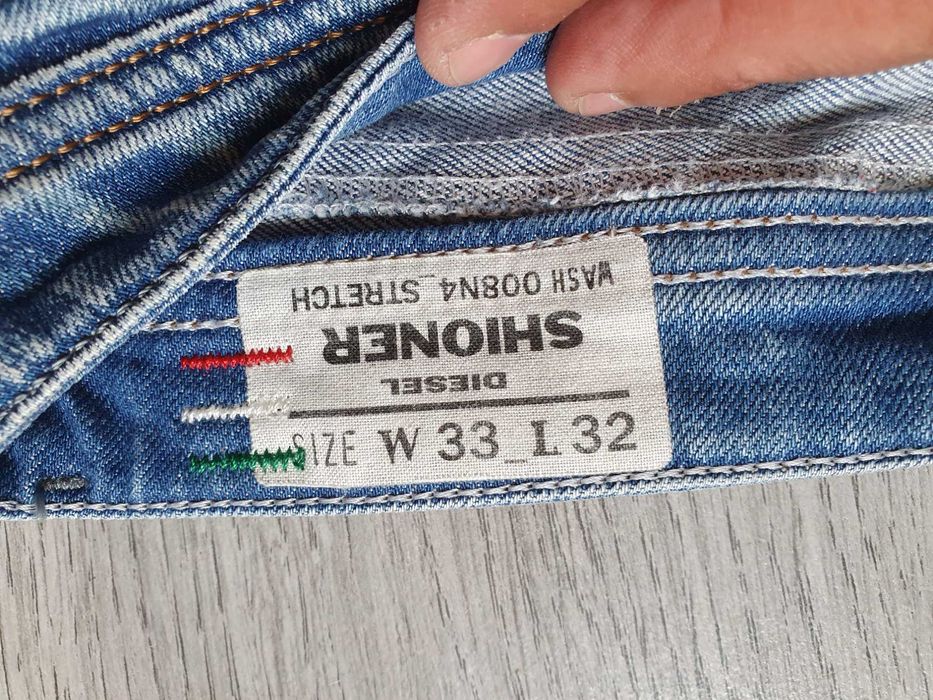 DIESEL
SHIONER
WASH 008N4_STRETCH
SIZE W 33_L 32